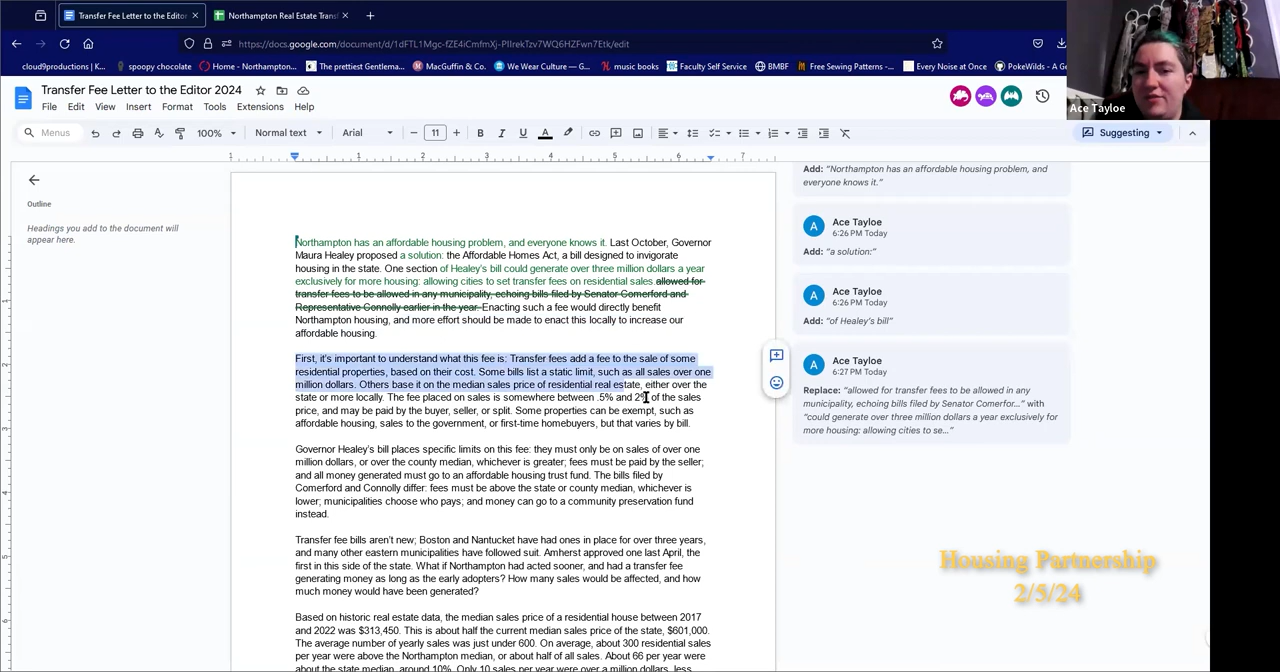 Transfer Fee Letter to the Editor
Northampton Real Estate Transf
https://docs.google.com/document/d/1dFTL1Mgc-fZE4iCmfmXj-PIIrekTzv7WQ6HZFwn7Etk/edit
cloud9productions | K...
spoopy chocolate
Home - Northampton...
The prettiest Gentlema...
MacGuffin & Co.
We Wear Culture — G...
music books
Faculty Self Service
BMBF
Free Sewing Patterns -...
Every Noise at Once
PokeWilds - A Ga
Ace Tayloe
Transfer Fee Letter to the Editor 2024
File Edit View Insert Format Tools Extensions Help
Menus 100% Normal text Arial 11 Suggesting
1 1 2 3 4 5 6 7
Outline
Headings you add to the document will
appear here.
Northampton has an affordable housing problem, and everyone knows it. Last October, Governor
Maura Healey proposed a solution: the Affordable Homes Act, a bill designed to invigorate
housing in the state. One section of Healey's bill could generate over three million dollars a year
exclusively for more housing: allowing cities to set transfer fees on residential sales.allowed for
transfer fees to be allowed in any municipality, echoing bills filed by Senator Comerford and
Representative Connolly earlier in the year. Enacting such a fee would directly benefit
Northampton housing, and more effort should be made to enact this locally to increase our
affordable housing.
First, it's important to understand what this fee is: Transfer fees add a fee to the sale of some
residential properties, based on their cost. Some bills list a static limit, such as all sales over one
million dollars. Others base it on the median sales price of residential real estate, either over the
state or more locally. The fee placed on sales is somewhere between .5% and 2% of the sales
price, and may be paid by the buyer, seller, or split. Some properties can be exempt, such as
affordable housing, sales to the government, or first-time homebuyers, but that varies by bill.
Governor Healey's bill places specific limits on this fee: they must only be on sales of over one
million dollars, or over the county median, whichever is greater; fees must be paid by the seller;
and all money generated must go to an affordable housing trust fund. The bills filed by
Comerford and Connolly differ: fees must be above the state or county median, whichever is
lower; municipalities choose who pays; and money can go to a community preservation fund
instead.
Transfer fee bills aren't new; Boston and Nantucket have had ones in place for over three years,
and many other eastern municipalities have followed suit. Amherst approved one last April, the
first in this side of the state. What if Northampton had acted sooner, and had a transfer fee
generating money as long as the early adopters? How many sales would be affected, and how
much money would have been generated?
Based on historic real estate data, the median sales price of a residential house between 2017
and 2022 was $313,450. This is about half the current median sales price of the state, $601,000.
The average number of yearly sales was just under 600. On average, about 300 residential sales
per year were above the Northampton median, or about half of all sales. About 66 per year were
about the state median, around 10%. Only 10 sales per year were over a million dollars, less
Add: "Northampton has an affordable housing problem, and
everyone knows it."
A Ace Tayloe
6:26 PM Today
Add: "a solution:"
A Ace Tayloe
6:26 PM Today
Add: "of Healey's bill"
A Ace Tayloe
6:27 PM Today
Replace: "allowed for transfer fees to be allowed in any
municipality, echoing bills filed by Senator Comerfor..." with
"could generate over three million dollars a year exclusively for
more housing: allowing cities to se..."
Housing Partnership
2/5/24